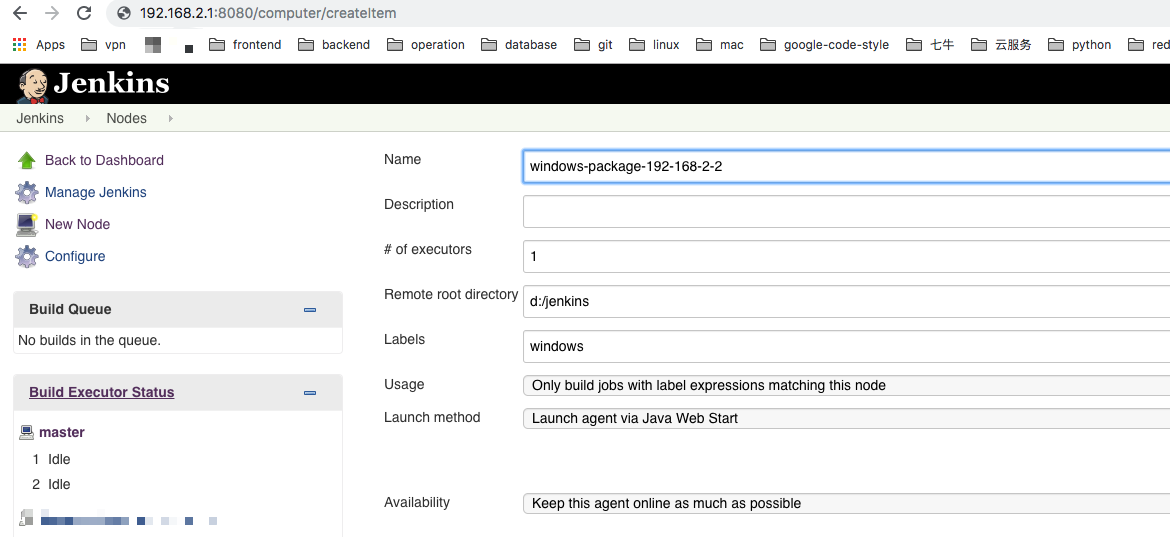 192.168.2.1:8080/computer/createItem
Apps vpn frontend backend operation database git linux mac google-code-style 七牛 云服务 python red
Jenkins
Jenkins Nodes
Back to Dashboard
Manage Jenkins
New Node
Configure
Build Queue
No builds in the queue.
Build Executor Status
master
1 Idle
2 Idle
Name windows-package-192-168-2-2
Description
# of executors 1
Remote root directory d:/jenkins
Labels windows
Usage Only build jobs with label expressions matching this node
Launch method Launch agent via Java Web Start
Availability Keep this agent online as much as possible